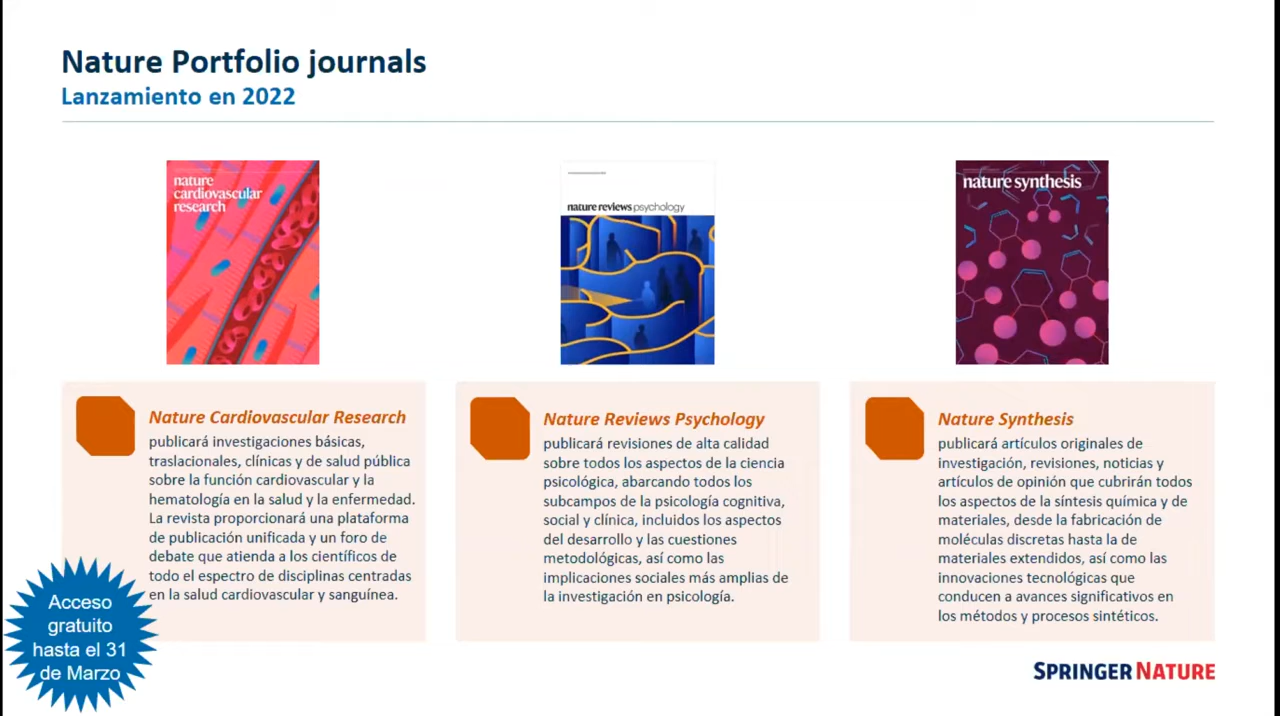 Nature Portfolio journals
Lanzamiento en 2022
nature
cardiovascular
research
nature reviews psychology
nature synthesis
Nature Cardiovascular Research
publicará investigaciones básicas,
traslacionales, clínicas y de salud pública
sobre la función cardiovascular y la
hematología en la salud y la enfermedad.
La revista proporcionará una plataforma
de publicación unificada y un foro de
debate que atienda a los científicos de
todo el espectro de disciplinas centradas
en la salud cardiovascular y sanguínea.
Nature Reviews Psychology
publicará revisiones de alta calidad
sobre todos los aspectos de la ciencia
psicológica, abarcando todos los
subcampos de la psicología cognitiva,
social y clínica, incluidos los aspectos
del desarrollo y las cuestiones
metodológicas, así como las
implicaciones sociales más amplias de
la investigación en psicología.
Nature Synthesis
publicará artículos originales de
investigación, revisiones, noticias y
artículos de opinión que cubrirán todos
los aspectos de la síntesis química y de
materiales, desde la fabricación de
moléculas discretas hasta la de
materiales extendidos, así como las
innovaciones tecnológicas que
conducen a avances significativos en
los métodos y procesos sintéticos.
Acceso
gratuito
hasta el 31
de Marzo
SPRINGER NATURE